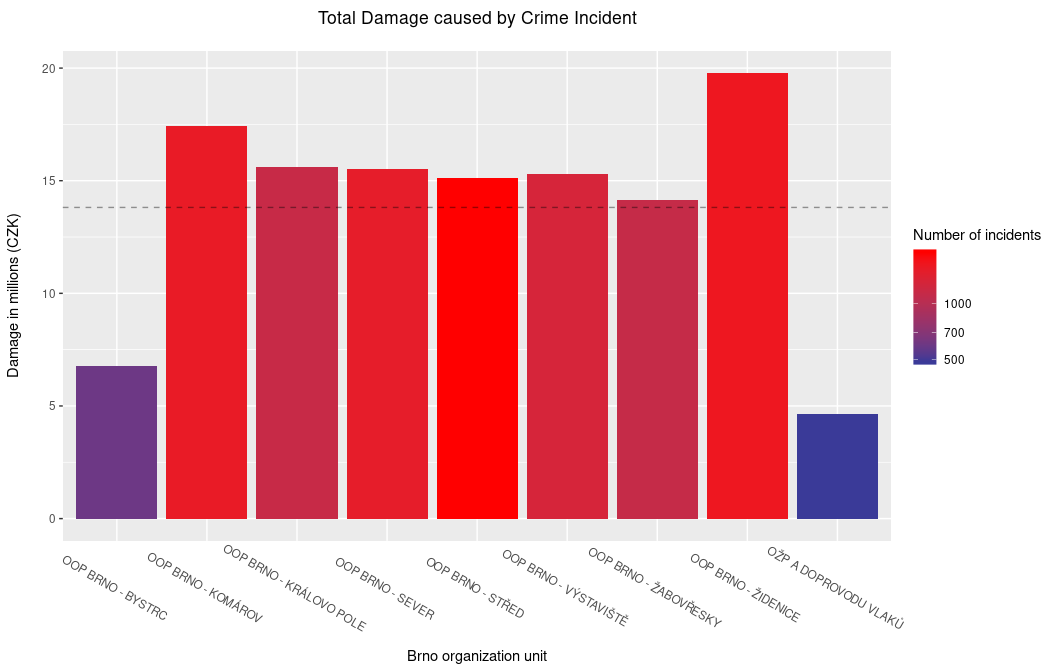 Total Damage caused by Crime Incident
Damage in millions (CZK)
20
15
10
5
0
OOP BRNO - BYSTRC
OOP BRNO - KOMÁROV
OOP BRNO - KRÁLOVO POLE
OOP BRNO - SEVER
OOP BRNO - STŘED
OOP BRNO - VÝSTAVIŠTĚ
OOP BRNO - ŽABOVŘESKY
OOP BRNO - ŽIDENICE
OŽP A DOPROVODU VLAKŮ
Brno organization unit
Number of incidents
1000
700
500